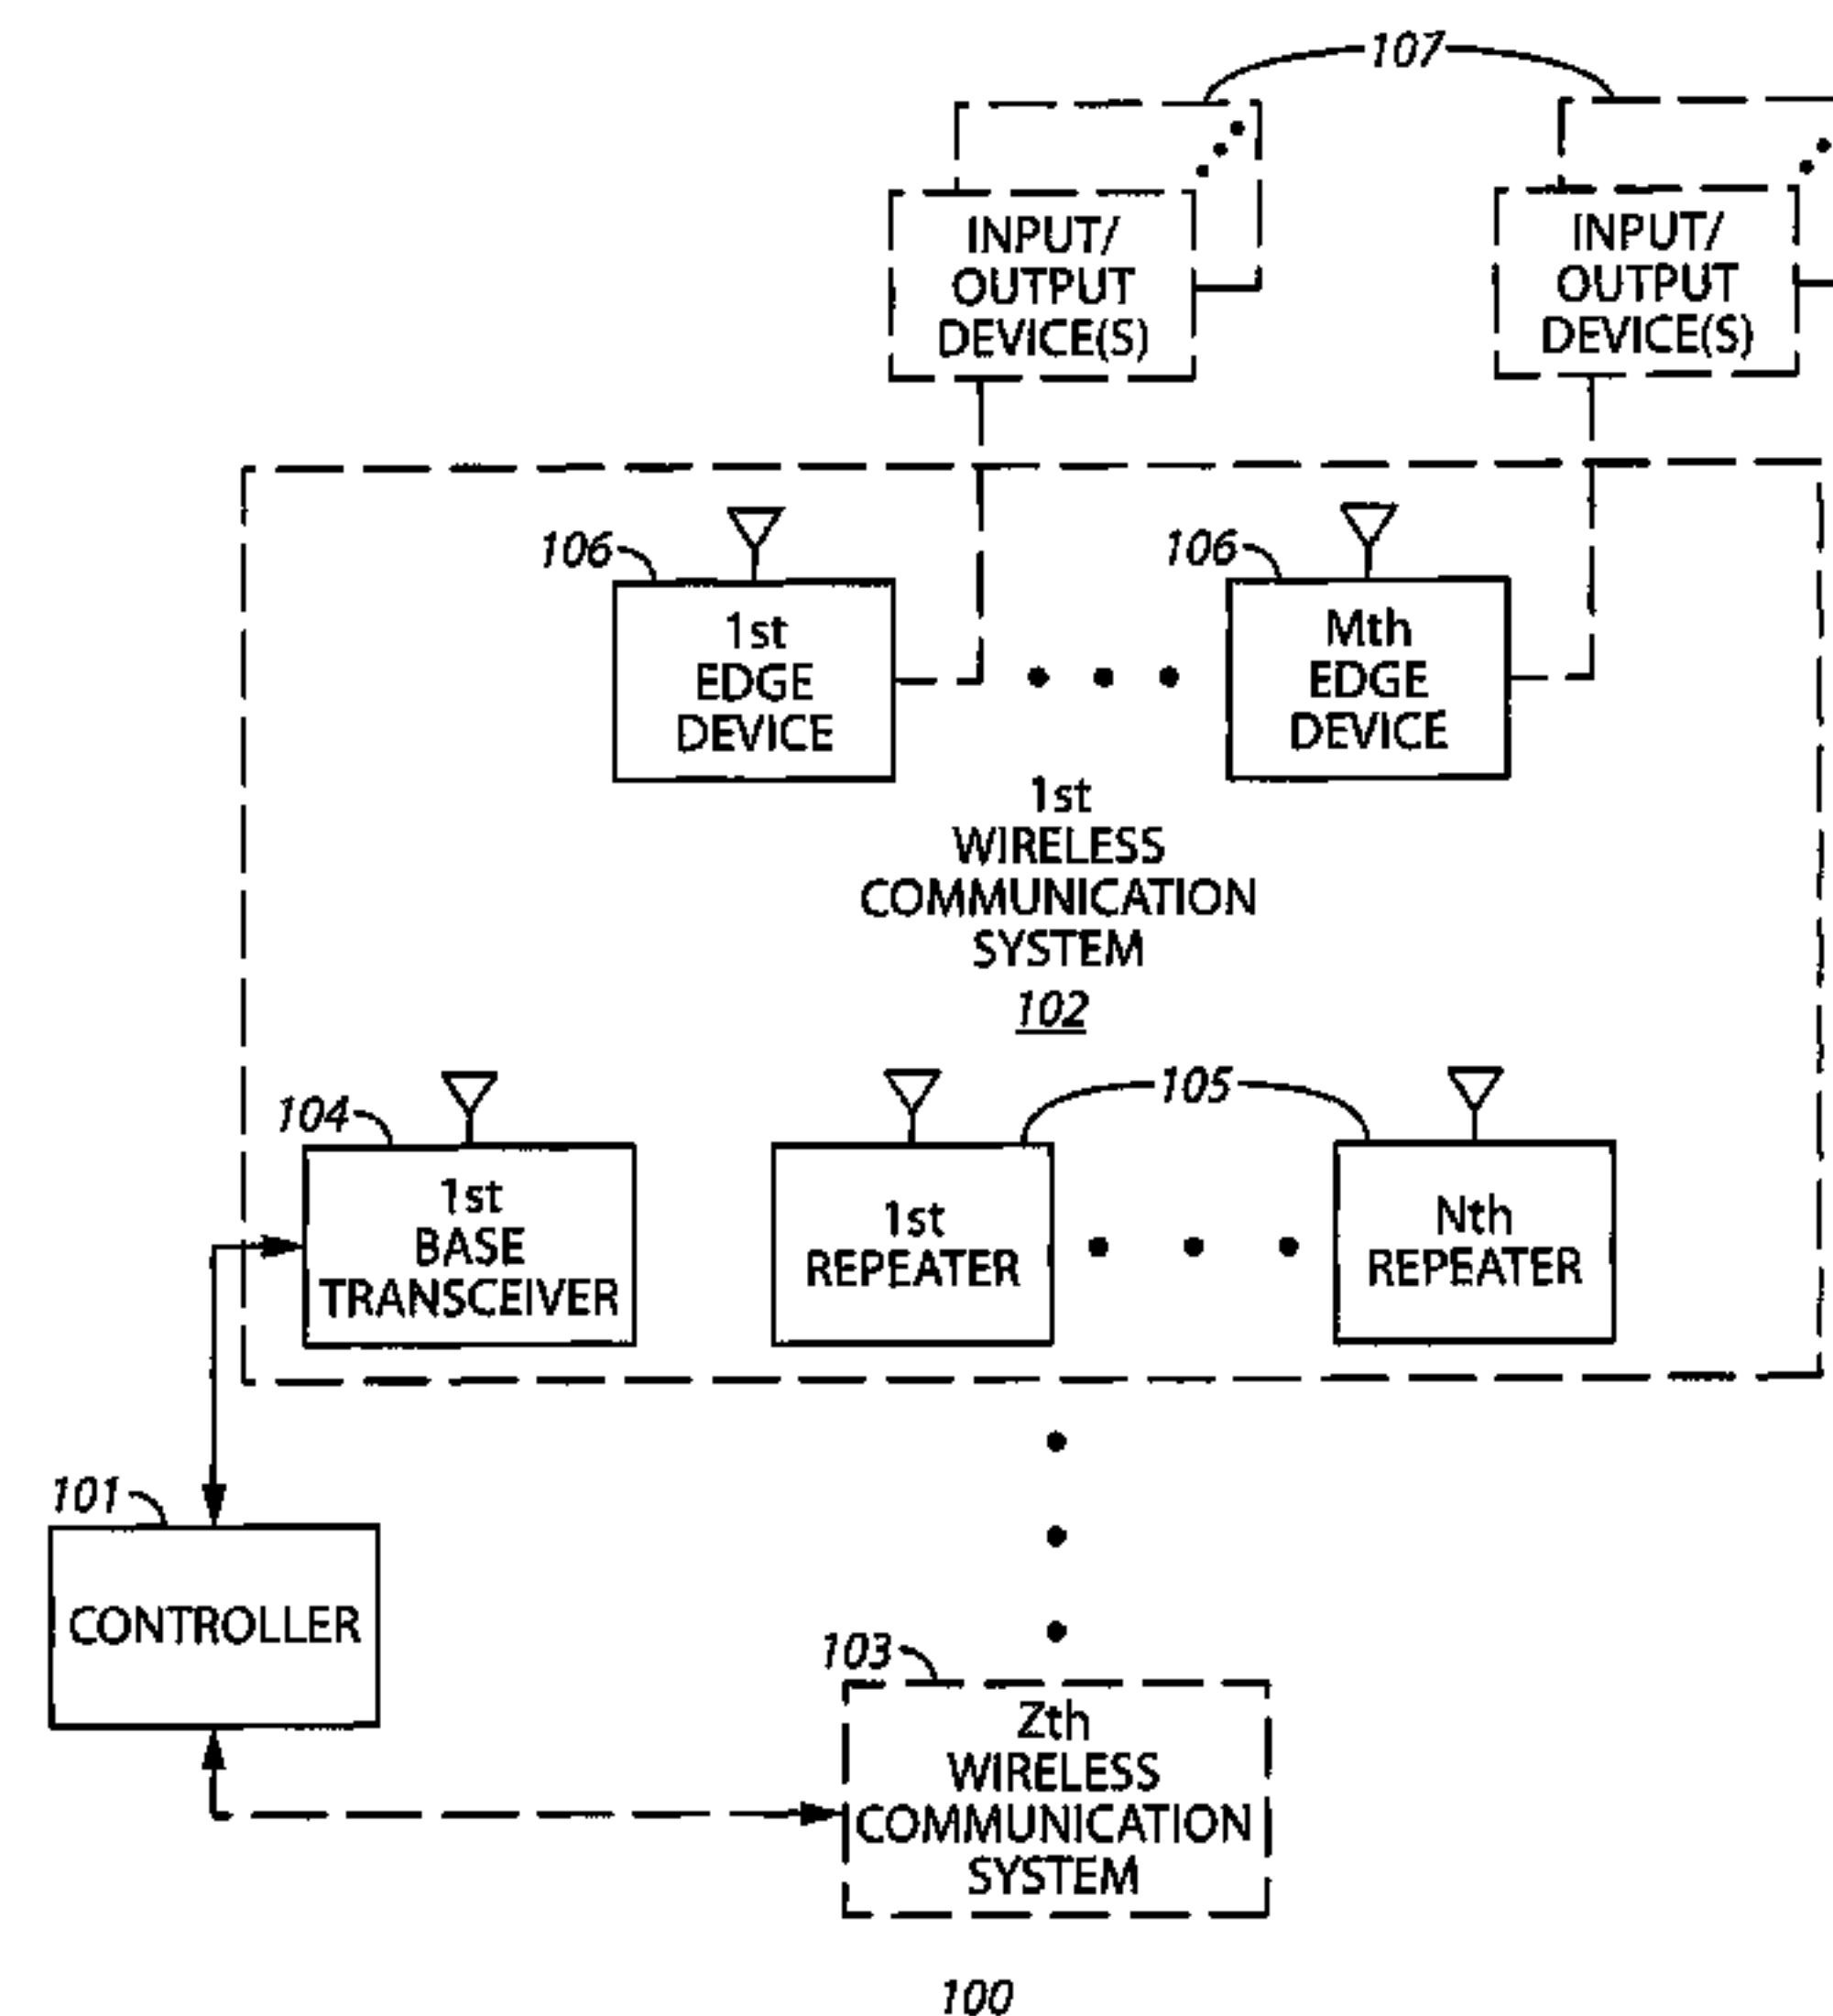 107
INPUT/
OUTPUT
DEVICE(S)
INPUT/
OUTPUT
DEVICE(S)
106
1st
EDGE
DEVICE
106
Mth
EDGE
DEVICE
1st
WIRELESS
COMMUNICATION
SYSTEM
102
104
1st
BASE
TRANSCEIVER
105
1st
REPEATER
Nth
REPEATER
101
CONTROLLER
103
Zth
WIRELESS
COMMUNICATION
SYSTEM
100